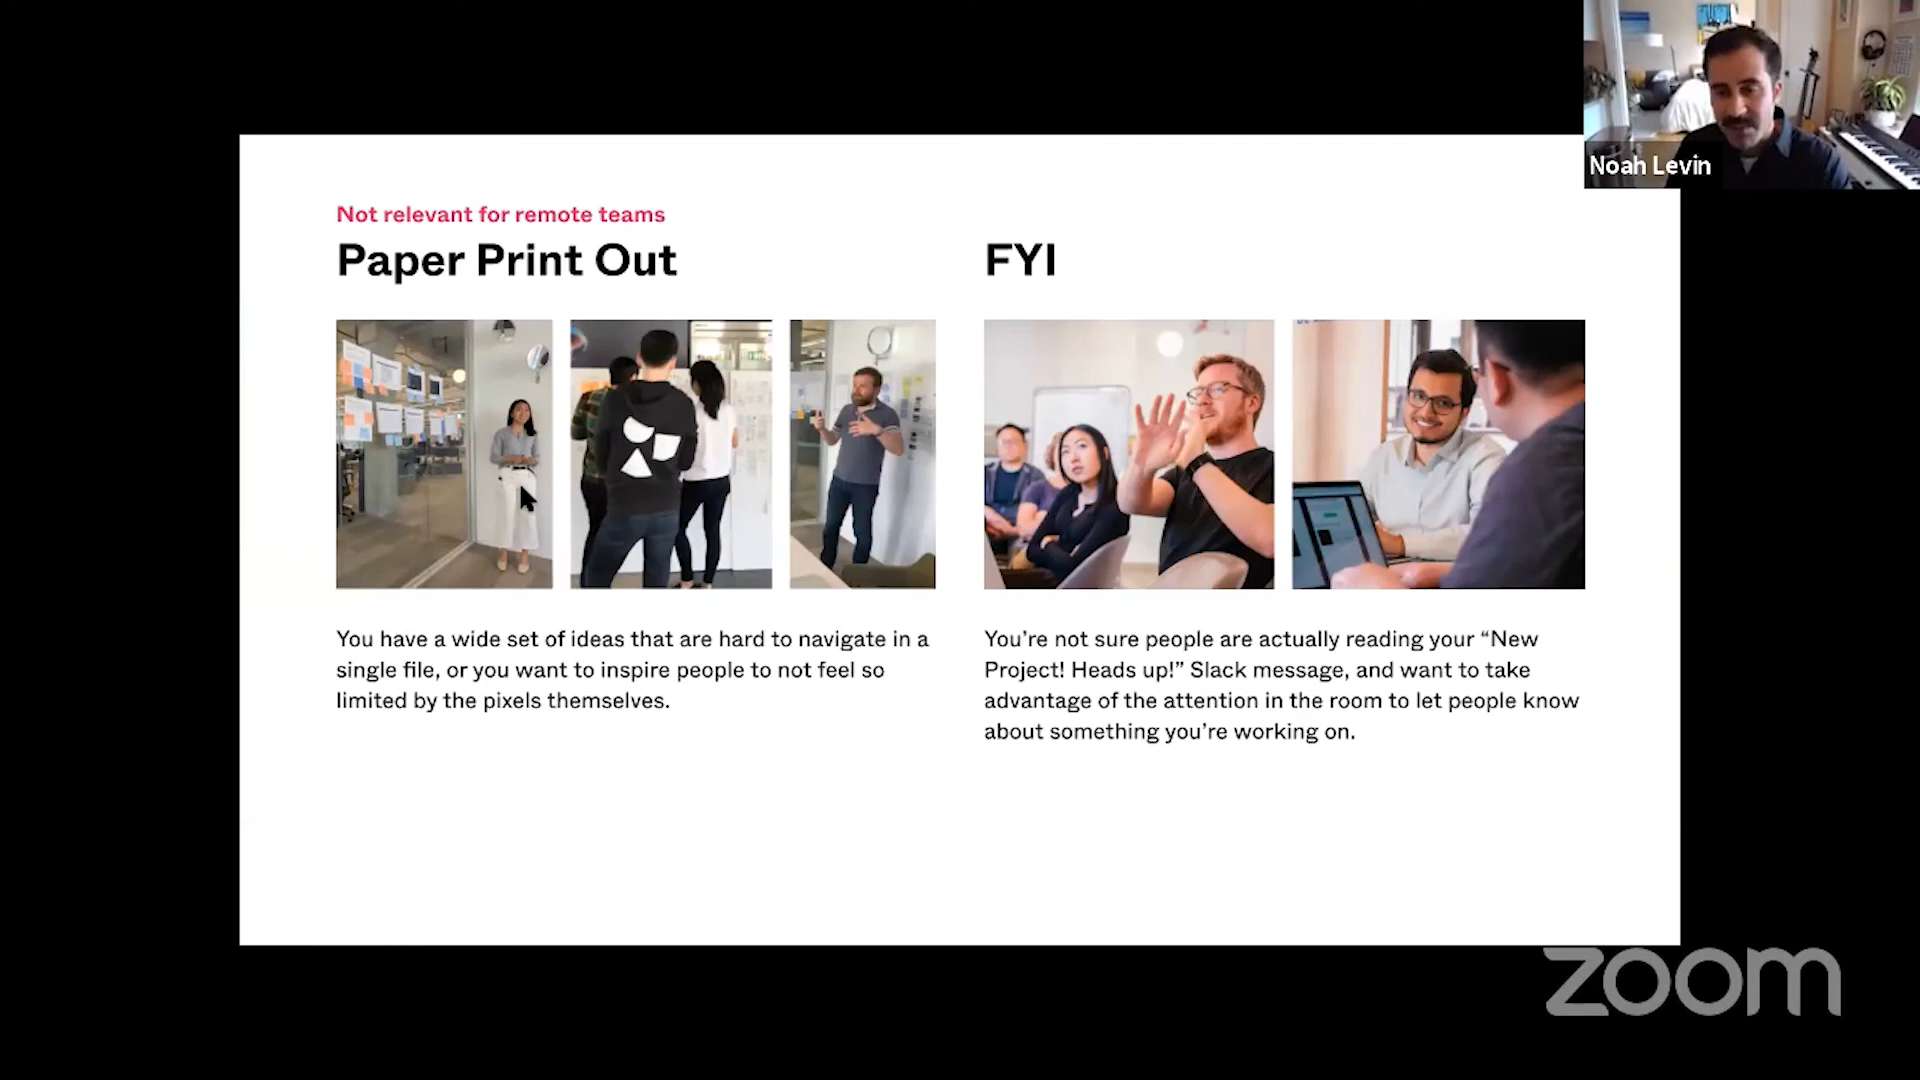 Noah Levin
Not relevant for remote teams
Paper Print Out
You have a wide set of ideas that are hard to navigate in a
single file, or you want to inspire people to not feel so
limited by the pixels themselves.
FYI
You’re not sure people are actually reading your “New
Project! Heads up!” Slack message, and want to take
advantage of the attention in the room to let people know
about something you’re working on.
zoom